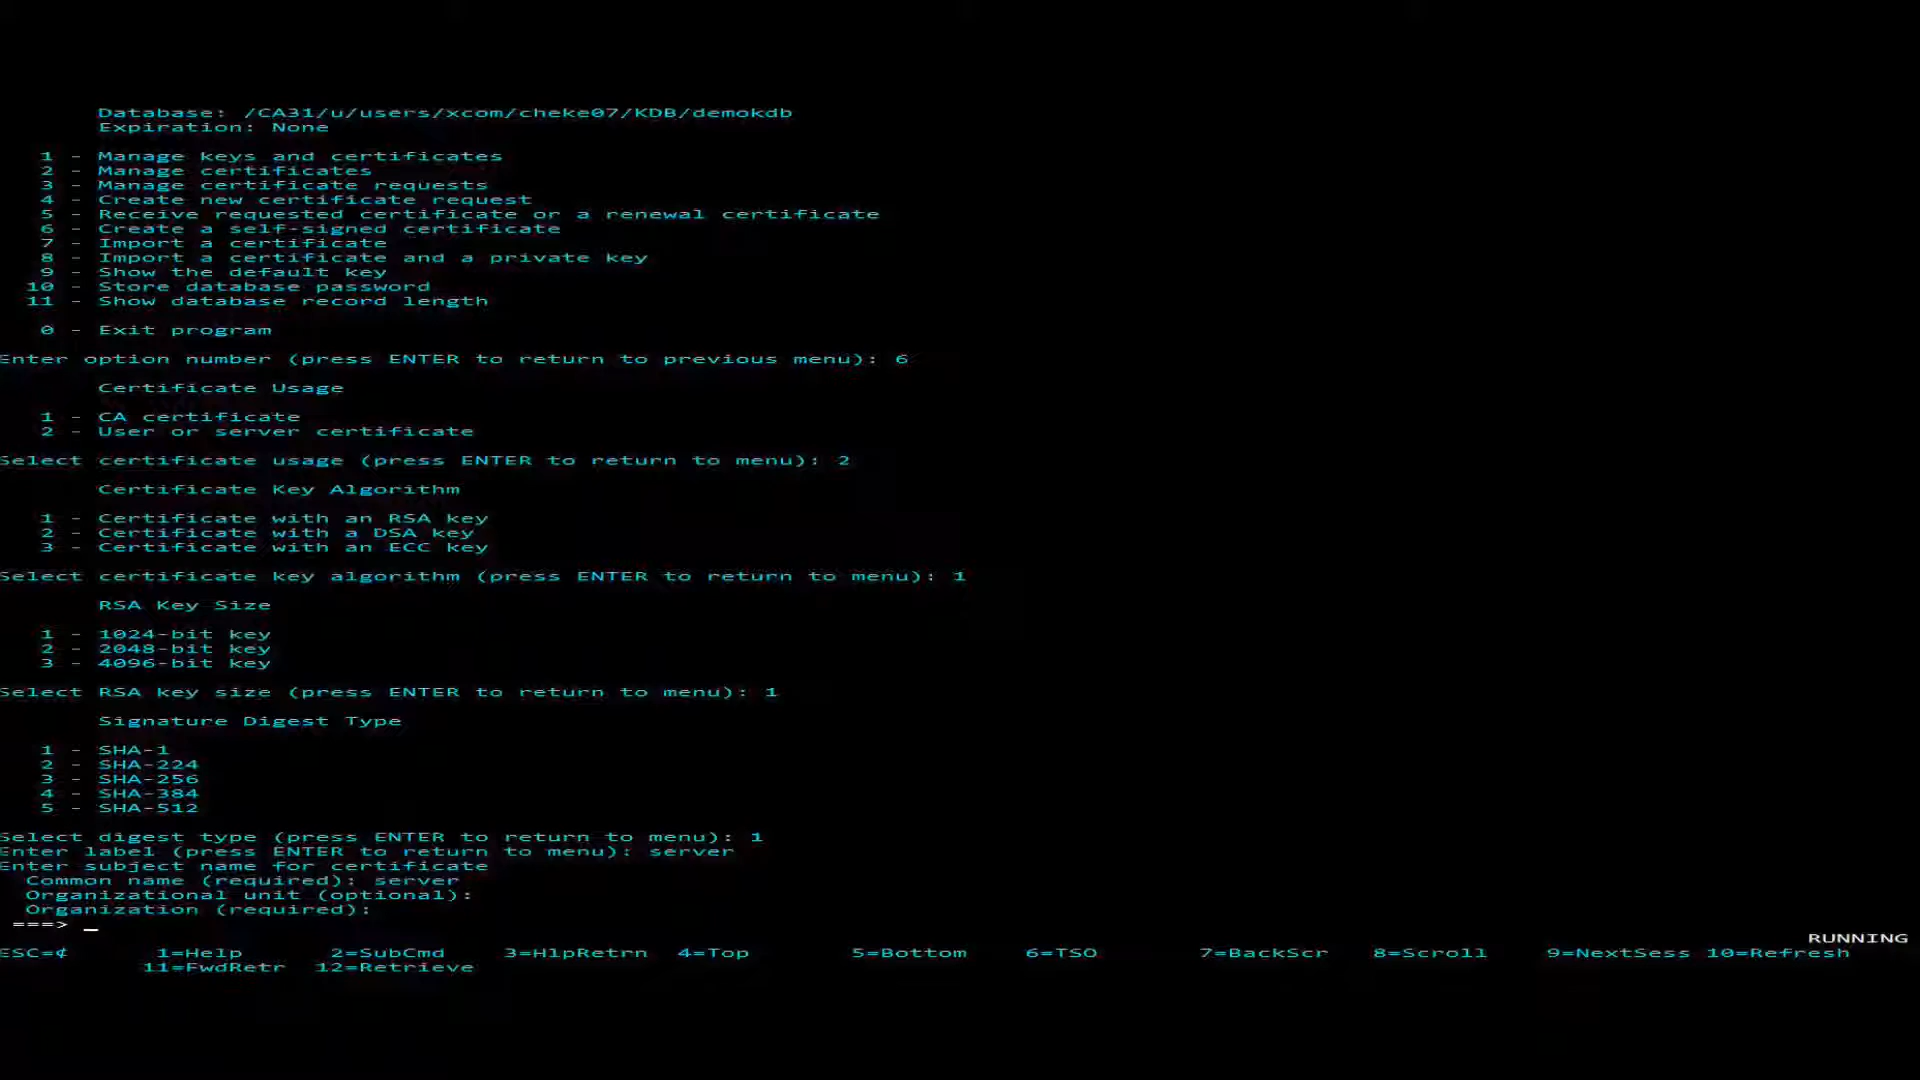 Database: /CA31/u/users/xcom/cheke07/KDB/demokdb
Expiration: None
1 - Manage keys and certificates
2 - Manage certificates
3 - Manage certificate requests
4 - Create new certificate request
5 - Receive requested certificate or a renewal certificate
6 - Create a self-signed certificate
7 - Import a certificate
8 - Import a certificate and a private key
9 - Show the default key
10 - Store database password
11 - Show database record length
0 - Exit program
Enter option number (press ENTER to return to previous menu): 6
Certificate Usage
1 - CA certificate
2 - User or server certificate
Select certificate usage (press ENTER to return to menu): 2
Certificate Key Algorithm
1 - Certificate with an RSA key
2 - Certificate with a DSA key
3 - Certificate with an ECC key
Select certificate key algorithm (press ENTER to return to menu): 1
RSA Key Size
1 - 1024-bit key
2 - 2048-bit key
3 - 4096-bit key
Select RSA key size (press ENTER to return to menu): 1
Signature Digest Type
1 - SHA-1
2 - SHA-224
3 - SHA-256
4 - SHA-384
5 - SHA-512
Select digest type (press ENTER to return to menu): 1
Enter label (press ENTER to return to menu): server
Enter subject name for certificate
Common name (required): server
Organizational unit (optional):
Organization (required):
===> _
RUNNING
ESC=¢ 1=Help 2=SubCmd 3=HlpRetrn 4=Top 5=Bottom 6=TSO 7=BackScr 8=Scroll 9=NextSess 10=Refresh
11=FwdRetr 12=Retrieve